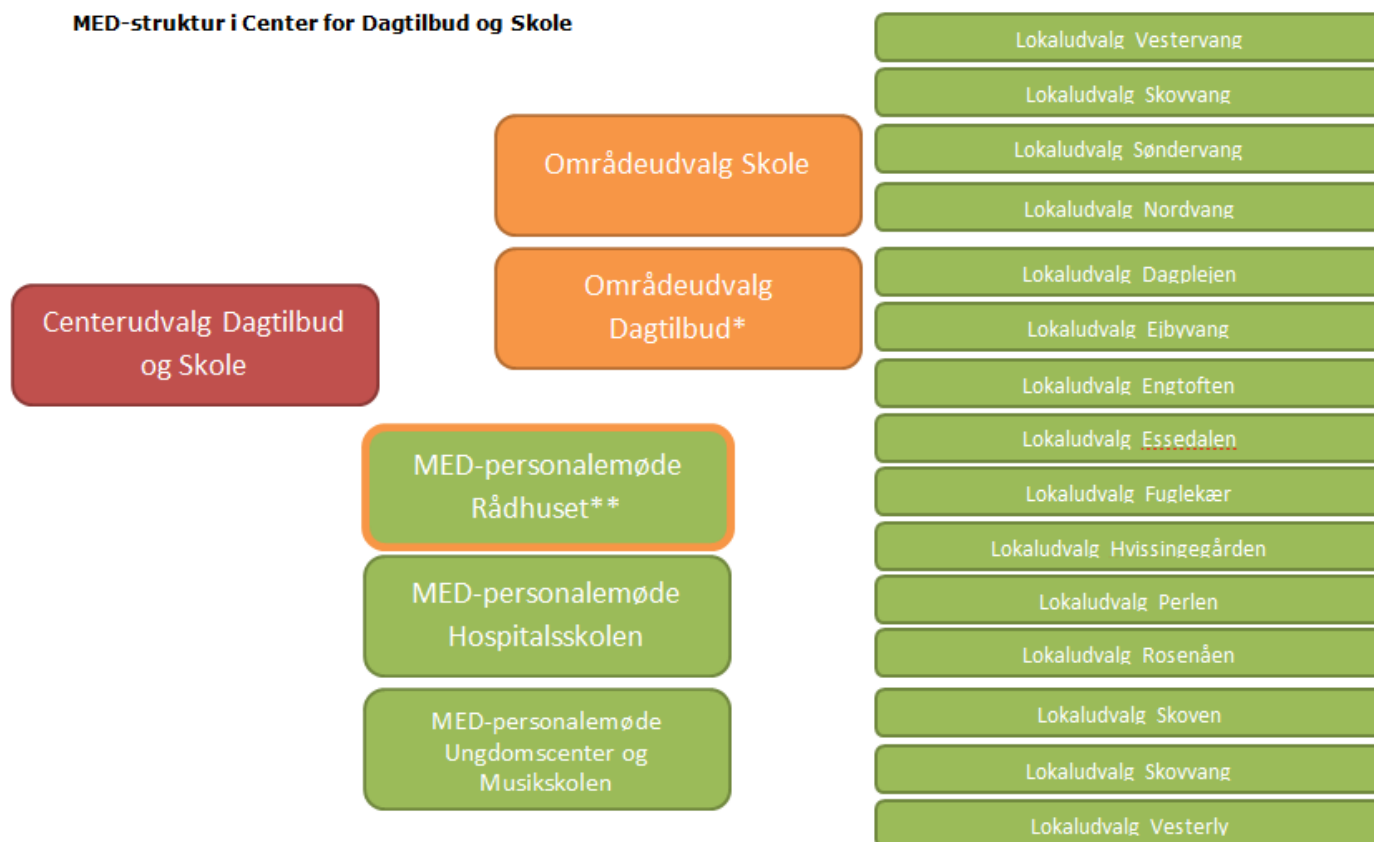 MED-struktur i Center for Dagtilbud og Skole
Centerudvalg Dagtilbud
og Skole
Områdeudvalg Skole
Områdeudvalg
Dagtilbud*
MED-personalemøde
Rådhuset**
MED-personalemøde
Hospitalsskolen
MED-personalemøde
Ungdomscenter og
Musikskolen
Lokaludvalg Vestervang
Lokaludvalg Skovvang
Lokaludvalg Søndervang
Lokaludvalg Nordvang
Lokaludvalg Dagplejen
Lokaludvalg Ejbyvang
Lokaludvalg Engtoften
Lokaludvalg Essedalen
Lokaludvalg Fuglekær
Lokaludvalg Hvissingegården
Lokaludvalg Perlen
Lokaludvalg Rosenåen
Lokaludvalg Skoven
Lokaludvalg Skovvang
Lokaludvalg Vesterly